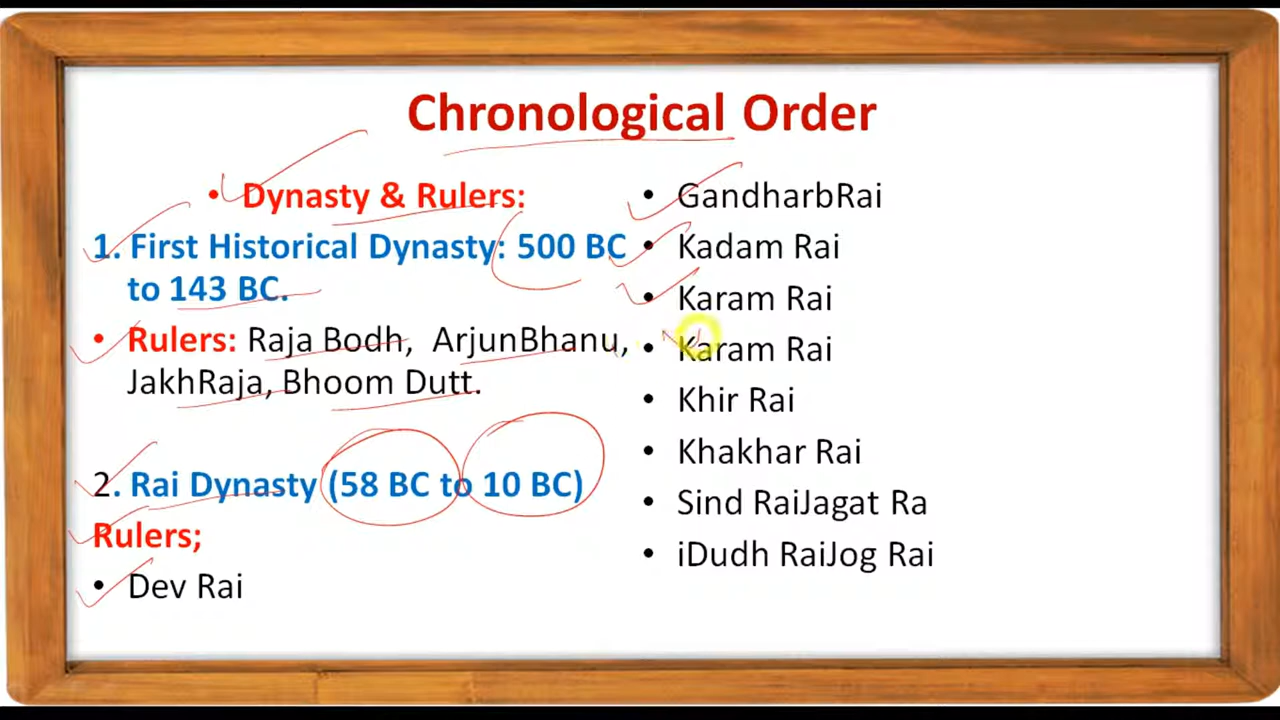 Chronological Order
• Dynasty & Rulers:
1. First Historical Dynasty: 500 BC
to 143 BC.
• Rulers: Raja Bodh, ArjunBhanu,
JakhRaja, Bhoom Dutt.
2. Rai Dynasty (58 BC to 10 BC)
Rulers;
• Dev Rai
• GandharbRai
• Kadam Rai
• Karam Rai
• Karam Rai
• Khir Rai
• Khakhar Rai
• Sind RaiJagat Ra
• iDudh RaiJog Rai